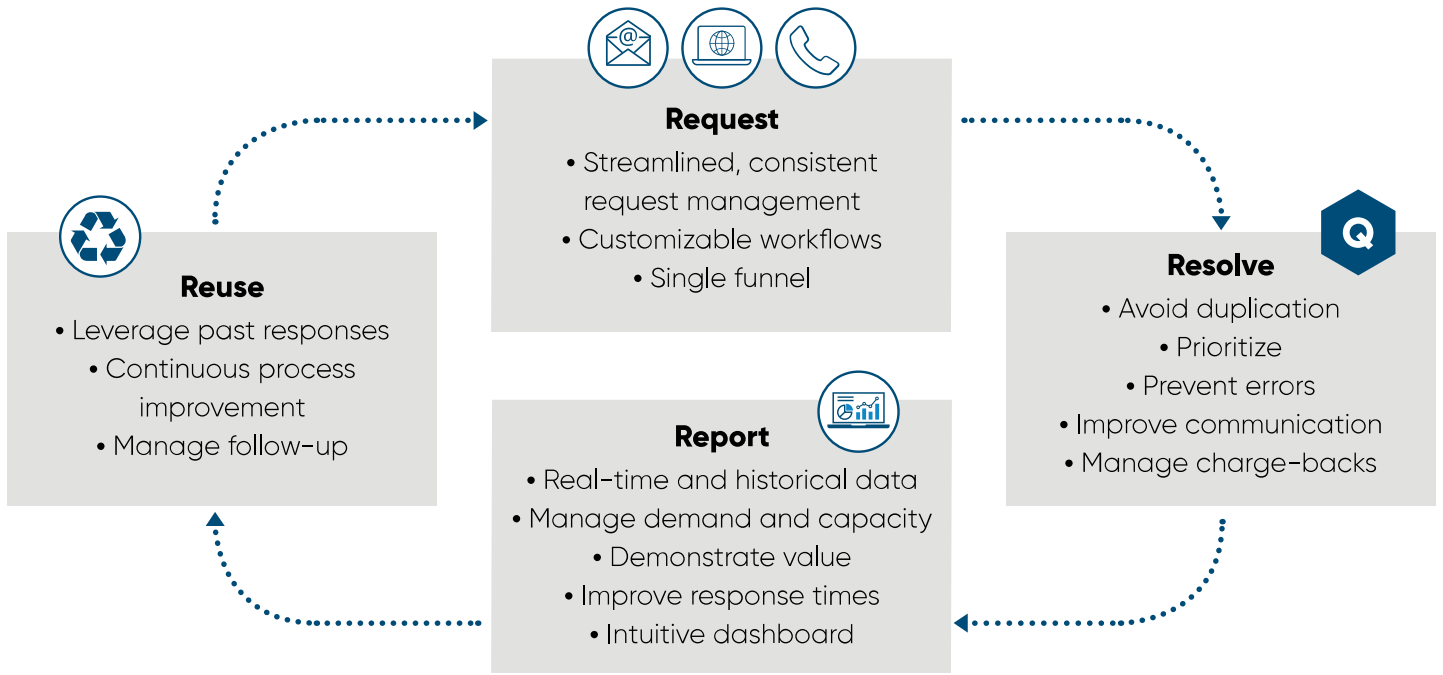 @
Request
• Streamlined, consistent
request management
• Customizable workflows
• Single funnel
Q
Resolve
• Avoid duplication
• Prioritize
• Prevent errors
• Improve communication
• Manage charge-backs
Report
• Real-time and historical data
• Manage demand and capacity
• Demonstrate value
• Improve response times
• Intuitive dashboard
Reuse
• Leverage past responses
• Continuous process
improvement
• Manage follow-up